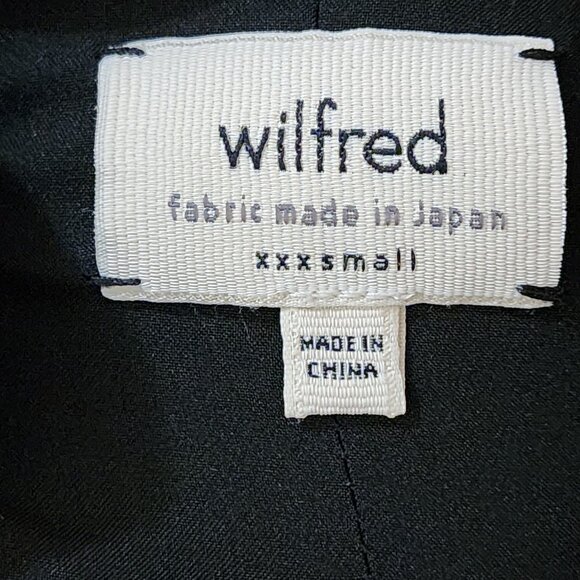 wilfred
fabric made in Japan
xxxsmall
MADE IN
CHINA